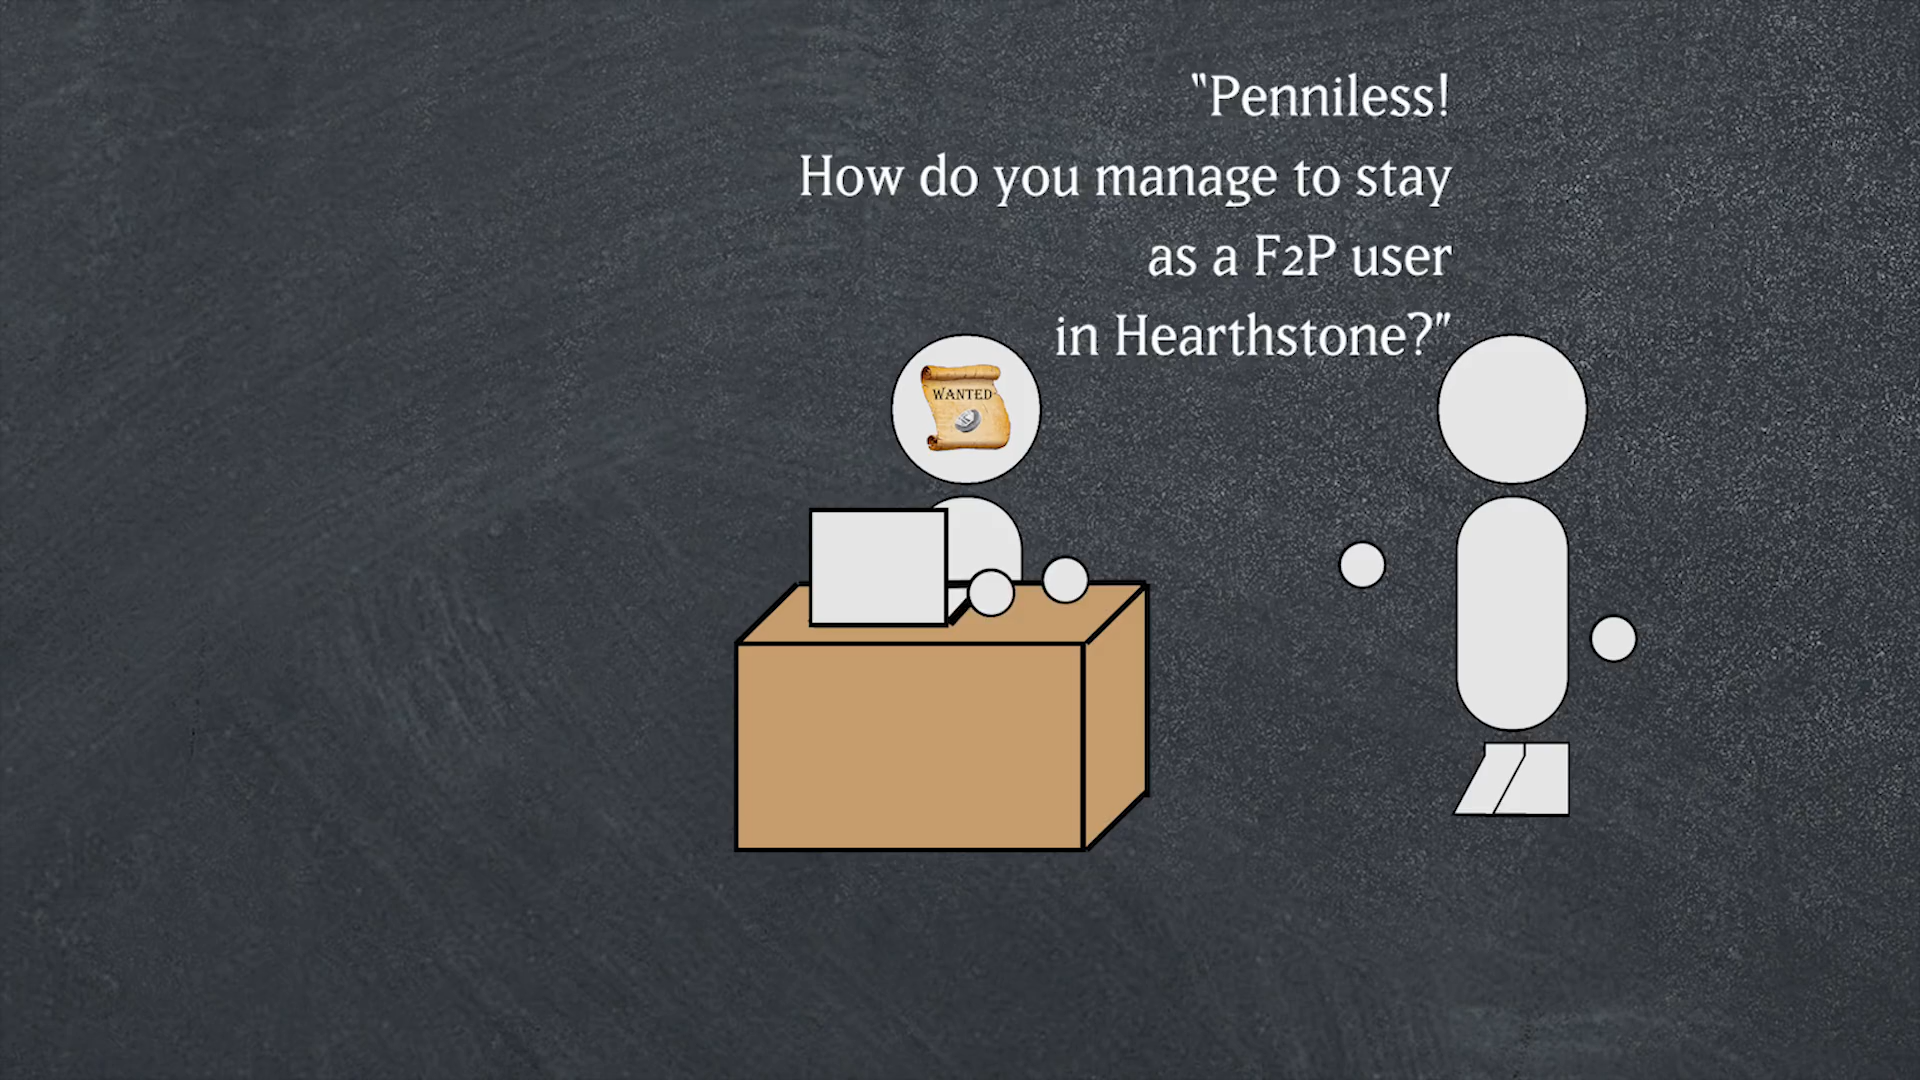 "Penniless!
How do you manage to stay
as a F2P user
in Hearthstone?"
WANTED